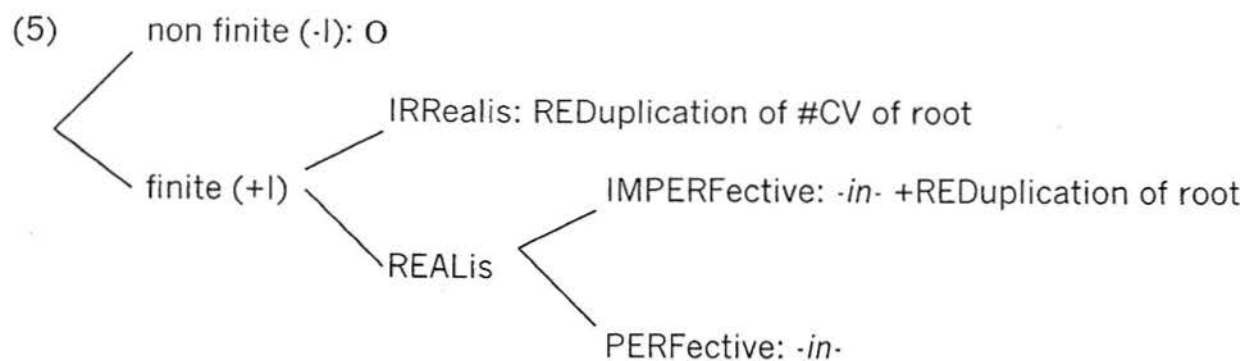 (5) non finite (-I): O
IRRealis: REDuplication of #CV of root
finite (+I)
IMPERFective: -in- +REDuplication of root
REALis
PERFective: -in-